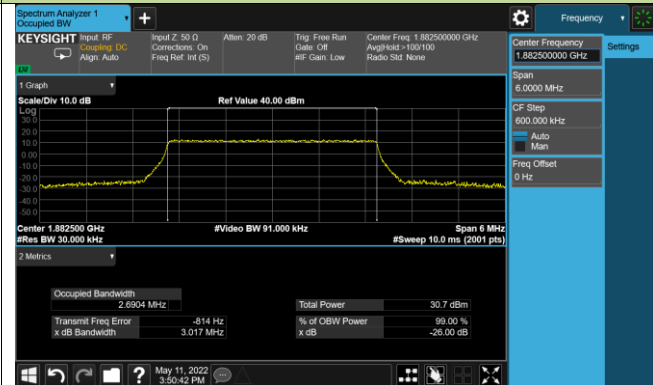 Spectrum Analyzer 1
Occupied BW
Frequency
KEYSIGHT
Input: RF
Coupling: DC
Align: Auto
Input Z: 50 Ω
Corrections: On
Freq Ref: Int (S)
Atten: 20 dB
Trig: Free Run
Gate: Off
#IF Gain: Low
Center Freq: 1.882500000 GHz
Avg|Hold:>100/100
Radio Std: None
Center Frequency
1.882500000 GHz
Settings
Span
6.0000 MHz
CF Step
600.000 kHz
Auto
Man
Freq Offset
0 Hz
1 Graph
Scale/Div 10.0 dB
Ref Value 40.00 dBm
Log
30.0
20.0
10.0
0.00
-10.0
-20.0
-30.0
-40.0
-50.0
Center 1.882500 GHz
#Video BW 91.000 kHz
Span 6 MHz
#Res BW 30.000 kHz
#Sweep 10.0 ms (2001 pts)
2 Metrics
Occupied Bandwidth
2.6904 MHz
Total Power 30.7 dBm
Transmit Freq Error -814 Hz
% of OBW Power 99.00 %
x dB Bandwidth 3.017 MHz
x dB -26.00 dB
?
May 11, 2022
3:50:42 PM